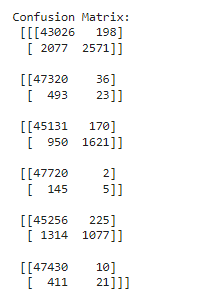 Confusion Matrix:
[[[43026 198]
[ 2077 2571]]
[[47320 36]
[ 493 23]]
[[45131 170]
[ 950 1621]]
[[47720 2]
[ 145 5]]
[[45256 225]
[ 1314 1077]]
[[47430 10]
[ 411 21]]]